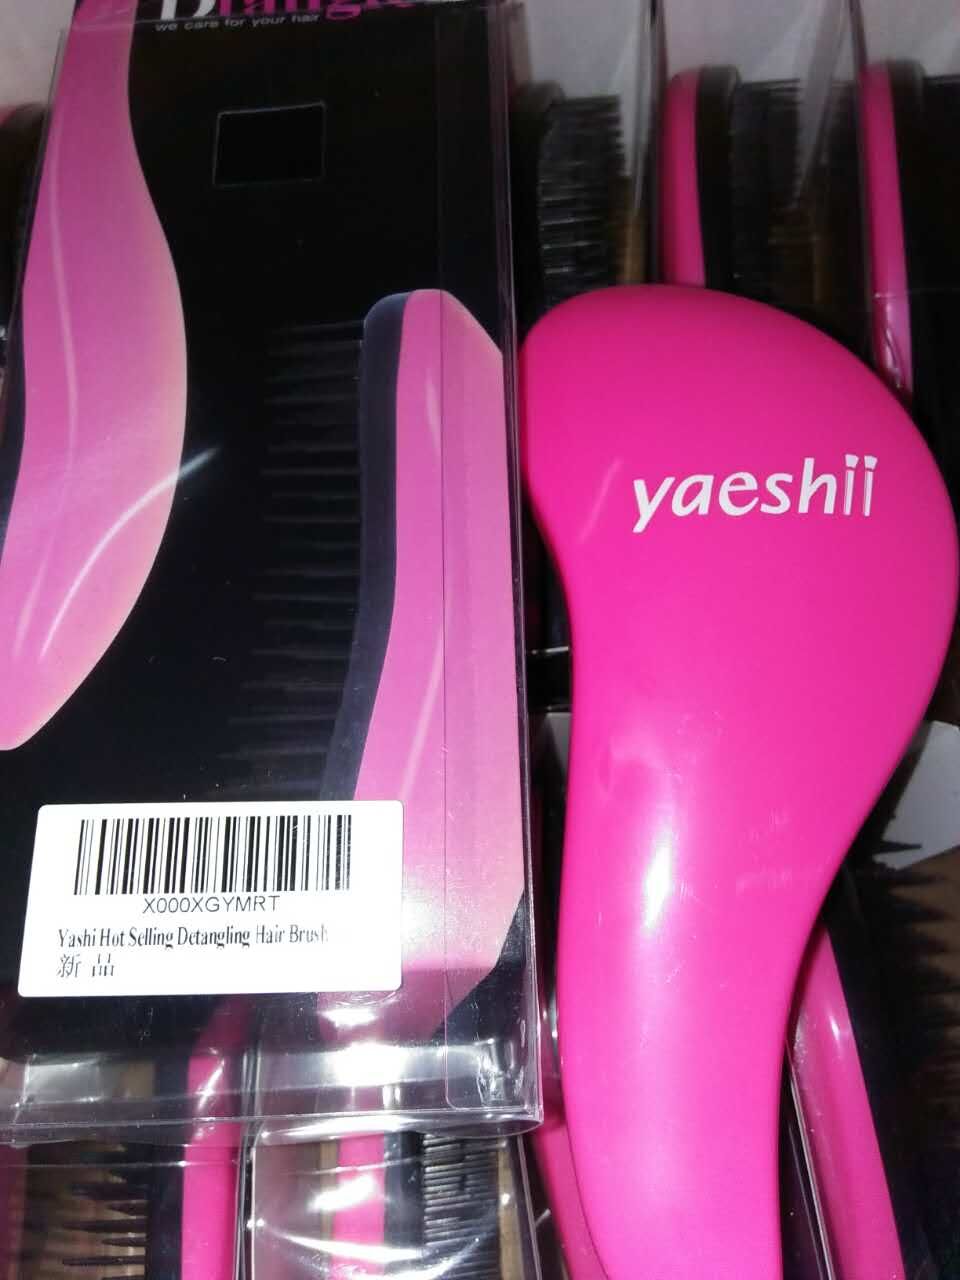 we care for your hair
yaeshii
X000XGYMRT
Yashi Hot Selling Detangling Hair Brush
新品